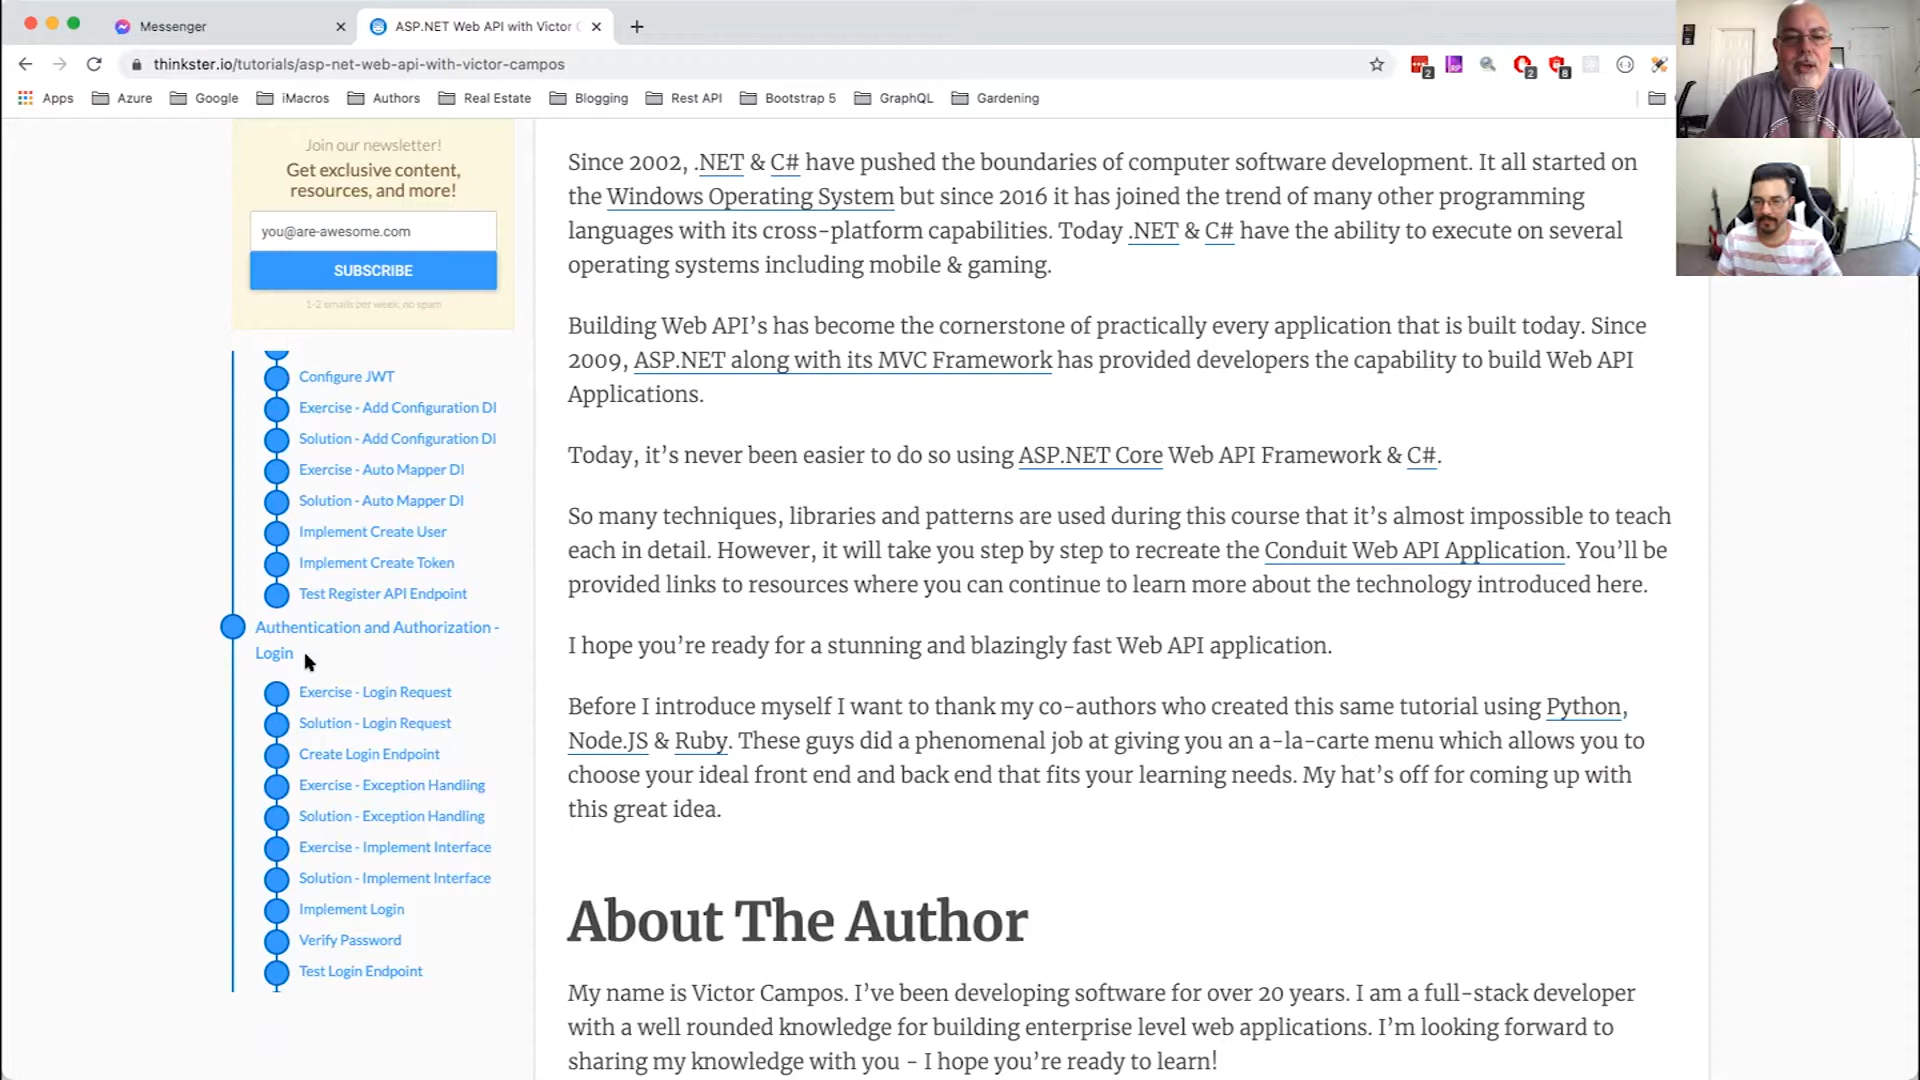 Messenger
ASP.NET Web API with Victor C
thinkster.io/tutorials/asp-net-web-api-with-victor-campos
2
2
8
Apps
Azure
Google
iMacros
Authors
Real Estate
Blogging
Rest API
Bootstrap 5
GraphQL
Gardening
Join our newsletter!
Get exclusive content,
resources, and more!
you@are-awesome.com
SUBSCRIBE
1-2 emails per week, no spam
Configure JWT
Exercise - Add Configuration DI
Solution - Add Configuration DI
Exercise - Auto Mapper DI
Solution - Auto Mapper DI
Implement Create User
Implement Create Token
Test Register API Endpoint
Authentication and Authorization -
Login
Exercise - Login Request
Solution - Login Request
Create Login Endpoint
Exercise - Exception Handling
Solution - Exception Handling
Exercise - Implement Interface
Solution - Implement Interface
Implement Login
Verify Password
Test Login Endpoint
Since 2002, .NET & C# have pushed the boundaries of computer software development. It all started on
the Windows Operating System but since 2016 it has joined the trend of many other programming
languages with its cross-platform capabilities. Today .NET & C# have the ability to execute on several
operating systems including mobile & gaming.
Building Web API’s has become the cornerstone of practically every application that is built today. Since
2009, ASP.NET along with its MVC Framework has provided developers the capability to build Web API
Applications.
Today, it’s never been easier to do so using ASP.NET Core Web API Framework & C#.
So many techniques, libraries and patterns are used during this course that it’s almost impossible to teach
each in detail. However, it will take you step by step to recreate the Conduit Web API Application. You’ll be
provided links to resources where you can continue to learn more about the technology introduced here.
I hope you’re ready for a stunning and blazingly fast Web API application.
Before I introduce myself I want to thank my co-authors who created this same tutorial using Python,
Node.JS & Ruby. These guys did a phenomenal job at giving you an a-la-carte menu which allows you to
choose your ideal front end and back end that fits your learning needs. My hat’s off for coming up with
this great idea.
About The Author
My name is Victor Campos. I’ve been developing software for over 20 years. I am a full-stack developer
with a well rounded knowledge for building enterprise level web applications. I’m looking forward to
sharing my knowledge with you - I hope you’re ready to learn!